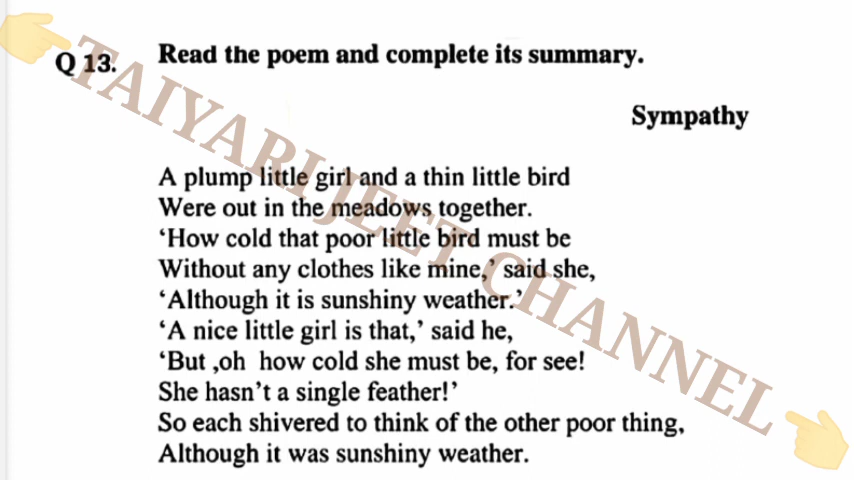 Q 13. Read the poem and complete its summary.
Sympathy
A plump little girl and a thin little bird
Were out in the meadows together.
‘How cold that poor little bird must be
Without any clothes like mine,’ said she,
‘Although it is sunshiny weather.’
‘A nice little girl is that,’ said he,
‘But ,oh how cold she must be, for see!
She hasn’t a single feather!’
So each shivered to think of the other poor thing,
Although it was sunshiny weather.
TAIYARI JEET CHANNEL